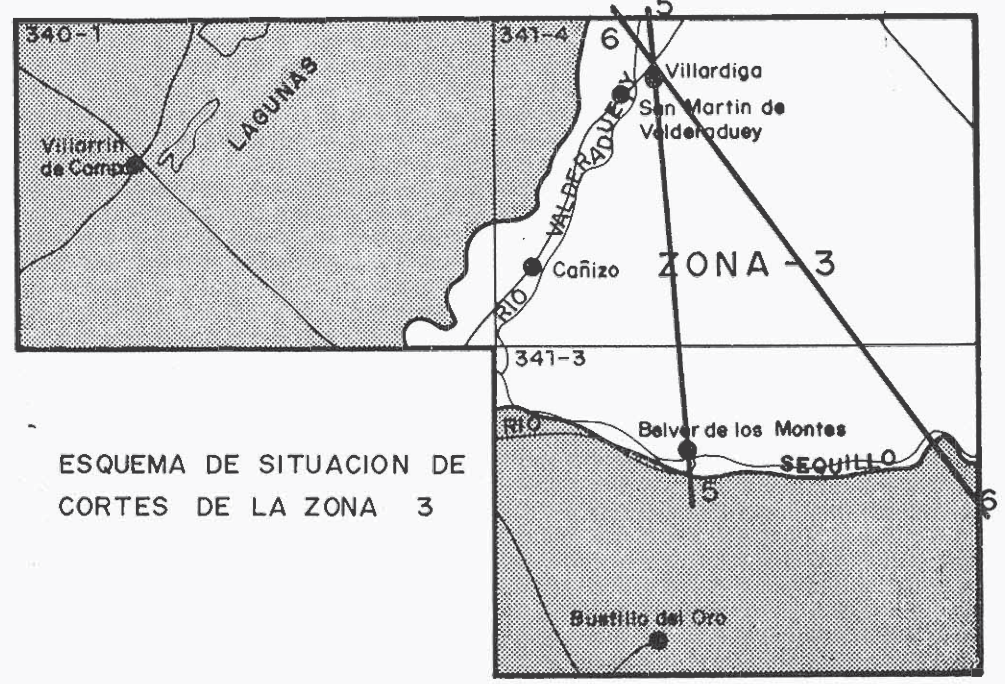 5
340-1
341-4
6
LAGUNAS
Villardiga
San Martin de
Valderaduey
Villarrin
de Campo
VALDERADUEY
Cañizo
ZONA-3
RIO
341-3
RIO
Belver de los Montes
SEQUILLO
ESQUEMA DE SITUACION DE
CORTES DE LA ZONA 3
5
6
Bustillo del Oro